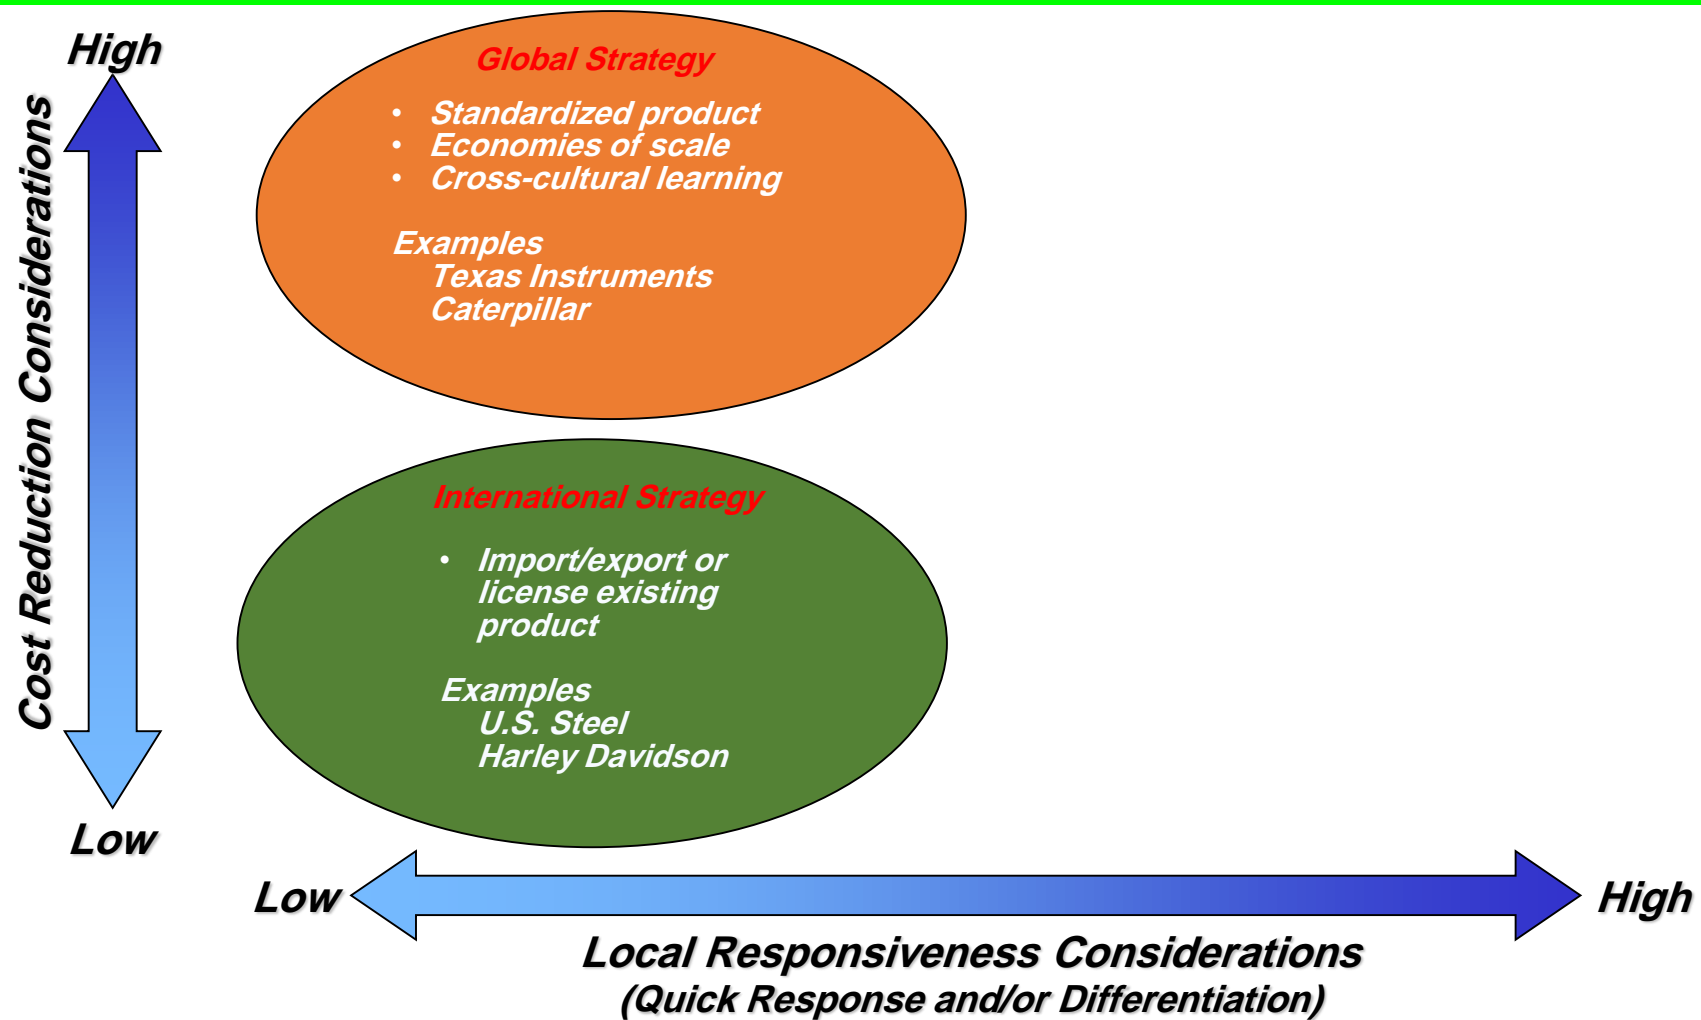 High
Cost Reduction Considerations
Low
Global Strategy
• Standardized product
• Economies of scale
• Cross-cultural learning
Examples
Texas Instruments
Caterpillar
International Strategy
• Import/export or
license existing
product
Examples
U.S. Steel
Harley Davidson
Low
High
Local Responsiveness Considerations
(Quick Response and/or Differentiation)